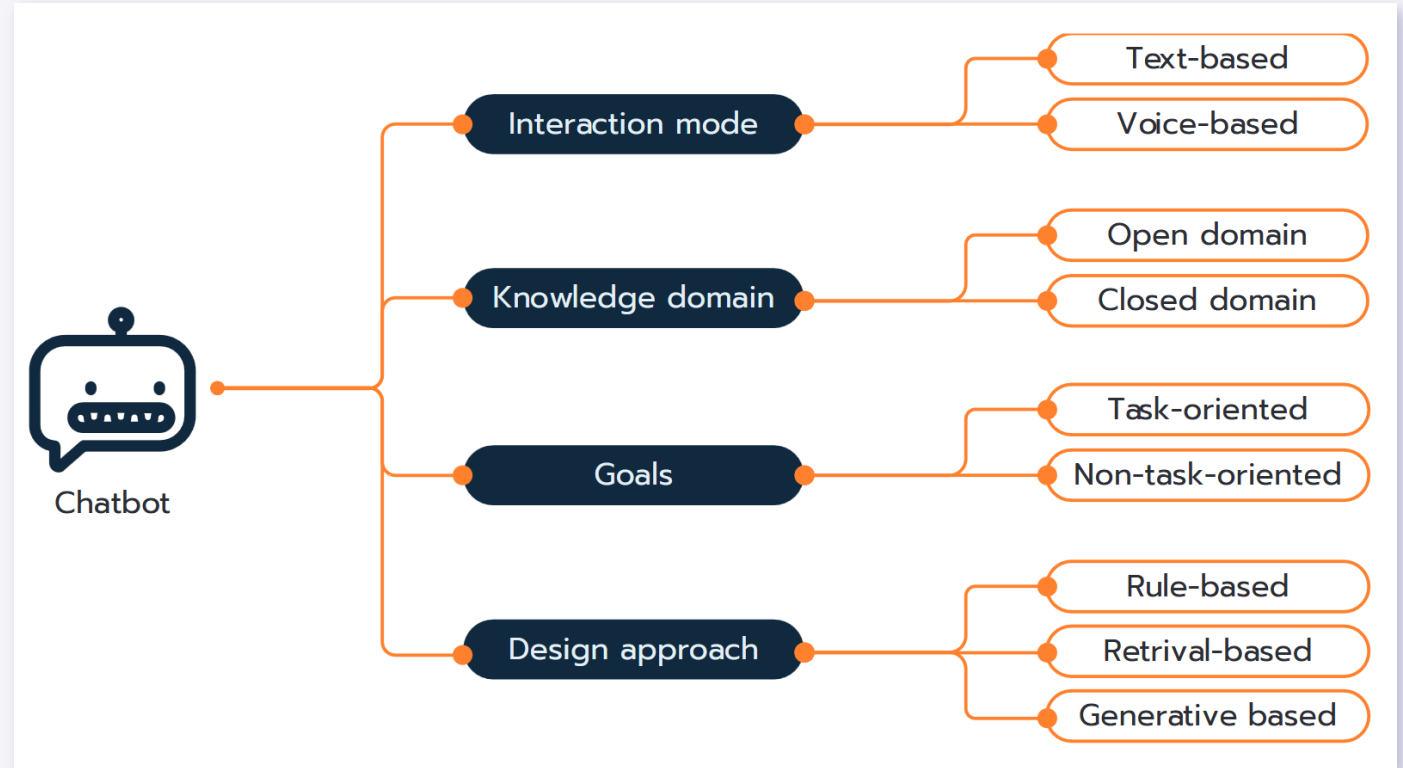 Text-based
Interaction mode
Voice-based
Open domain
Knowledge domain
Closed domain
Chatbot
Task-oriented
Goals
Non-task-oriented
Rule-based
Design approach
Retrival-based
Generative based